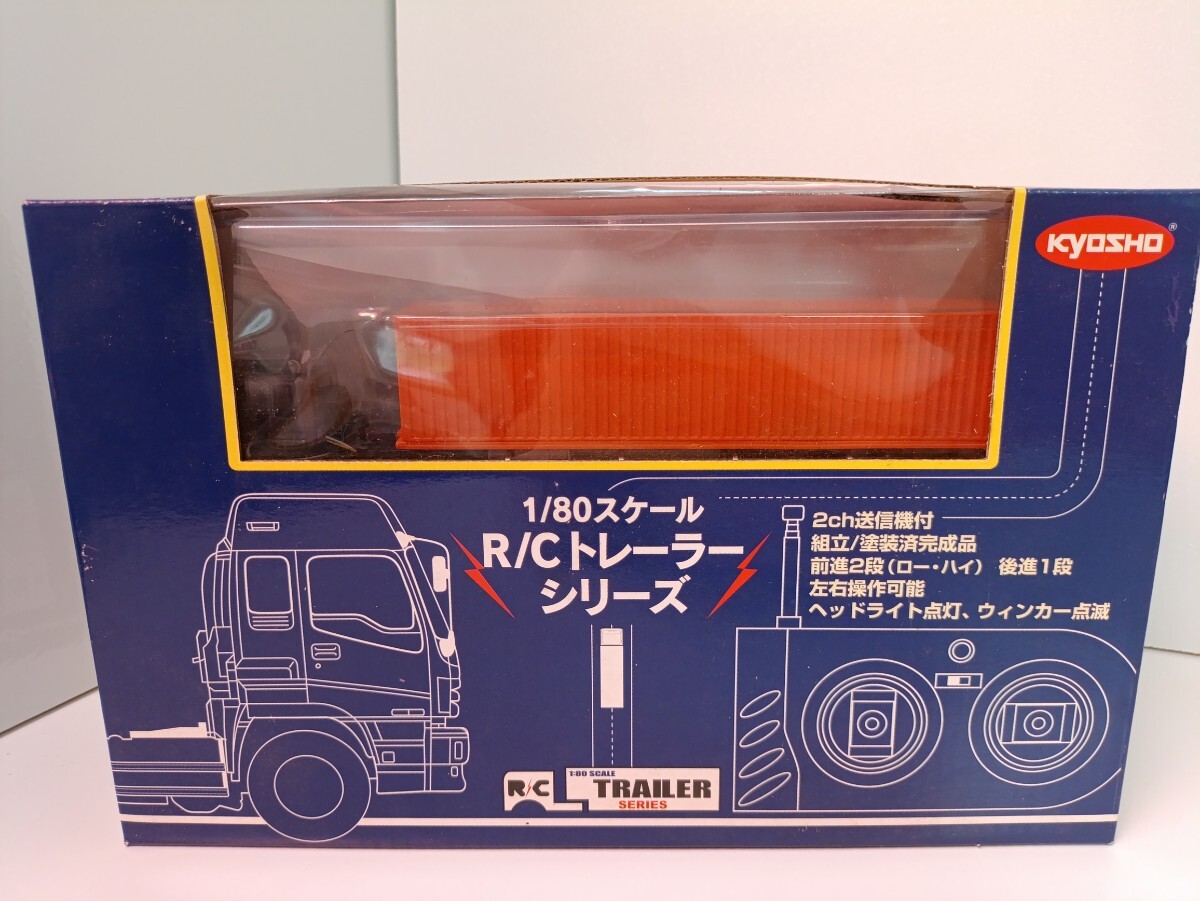 KYOSHO®
1/80スケール
R/Cトレーラー
シリーズ
2ch送信機付
組立/塗装済完成品
前進2段(ロー・ハイ) 後進1段
左右操作可能
ヘッドライト点灯、ウィンカー点滅
R/C
1:80 SCALE
TRAILER
SERIES